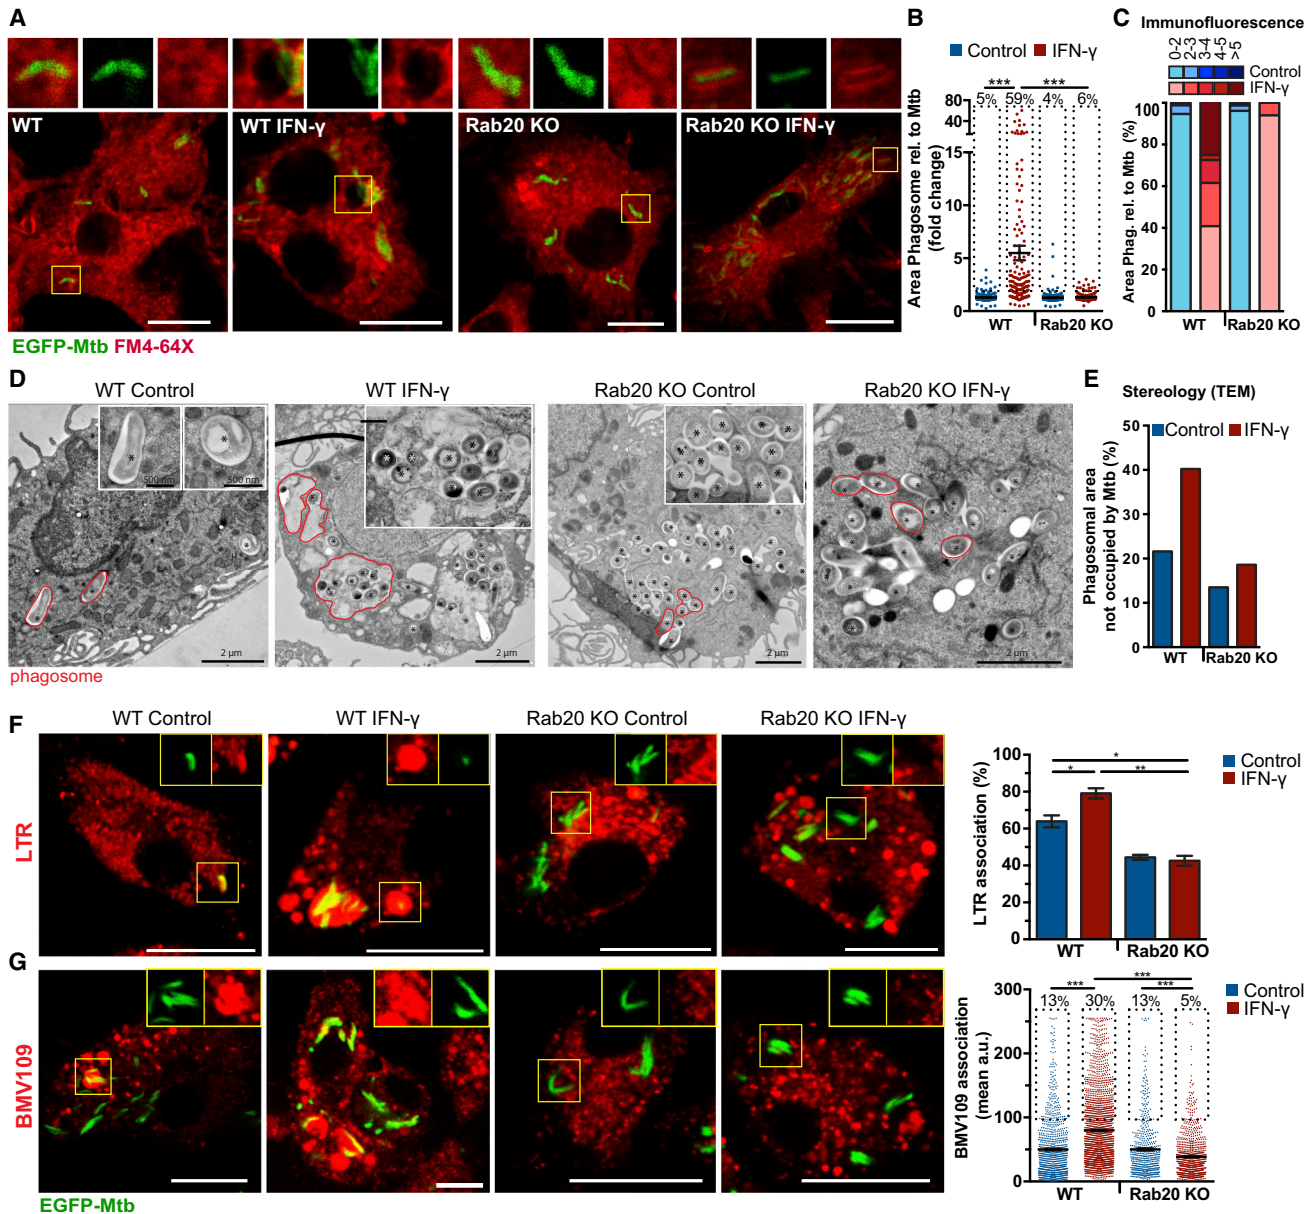 A
WT
WT IFN-γ
Rab20 KO
Rab20 KO IFN-γ
EGFP-Mtb FM4-64X
B
Control IFN-γ
*** ***
5% 59% 4% 6%
Area Phagosome rel. to Mtb
(fold change)
80
40
15
10
5
0
WT Rab20 KO
C
Immunofluorescence
0-2 2-3 3-4 4-5 >5
Control
IFN-γ
Area Phag. rel. to Mtb (%)
100
80
60
40
20
0
WT Rab20 KO
D
WT Control
WT IFN-γ
Rab20 KO Control
Rab20 KO IFN-γ
500 nm
500 nm
2 μm
2 μm
2 μm
2 μm
phagosome
E
Stereology (TEM)
Control IFN-γ
Phagosomal area
not occupied by Mtb (%)
50
40
30
20
10
0
WT Rab20 KO
F
WT Control
WT IFN-γ
Rab20 KO Control
Rab20 KO IFN-γ
LTR
Control
IFN-γ
*
* **
LTR association (%)
100
80
60
40
20
0
WT Rab20 KO
G
BMV109
EGFP-Mtb
Control
IFN-γ
***
*** ***
13% 30% 13% 5%
BMV109 association
(mean a.u.)
300
200
100
0
WT Rab20 KO